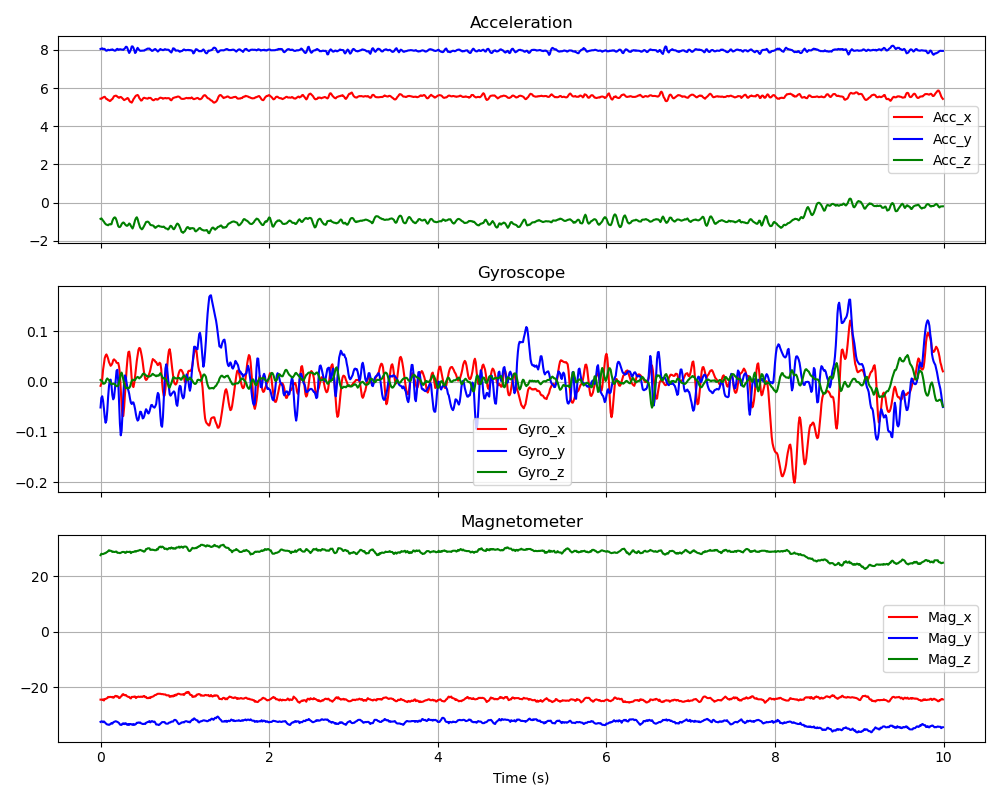 Acceleration
8
6
4
2
0
−2
Acc_x
Acc_y
Acc_z
Gyroscope
0.1
0.0
−0.1
−0.2
Gyro_x
Gyro_y
Gyro_z
Magnetometer
20
0
−20
Mag_x
Mag_y
Mag_z
0 2 4 6 8 10
Time (s)